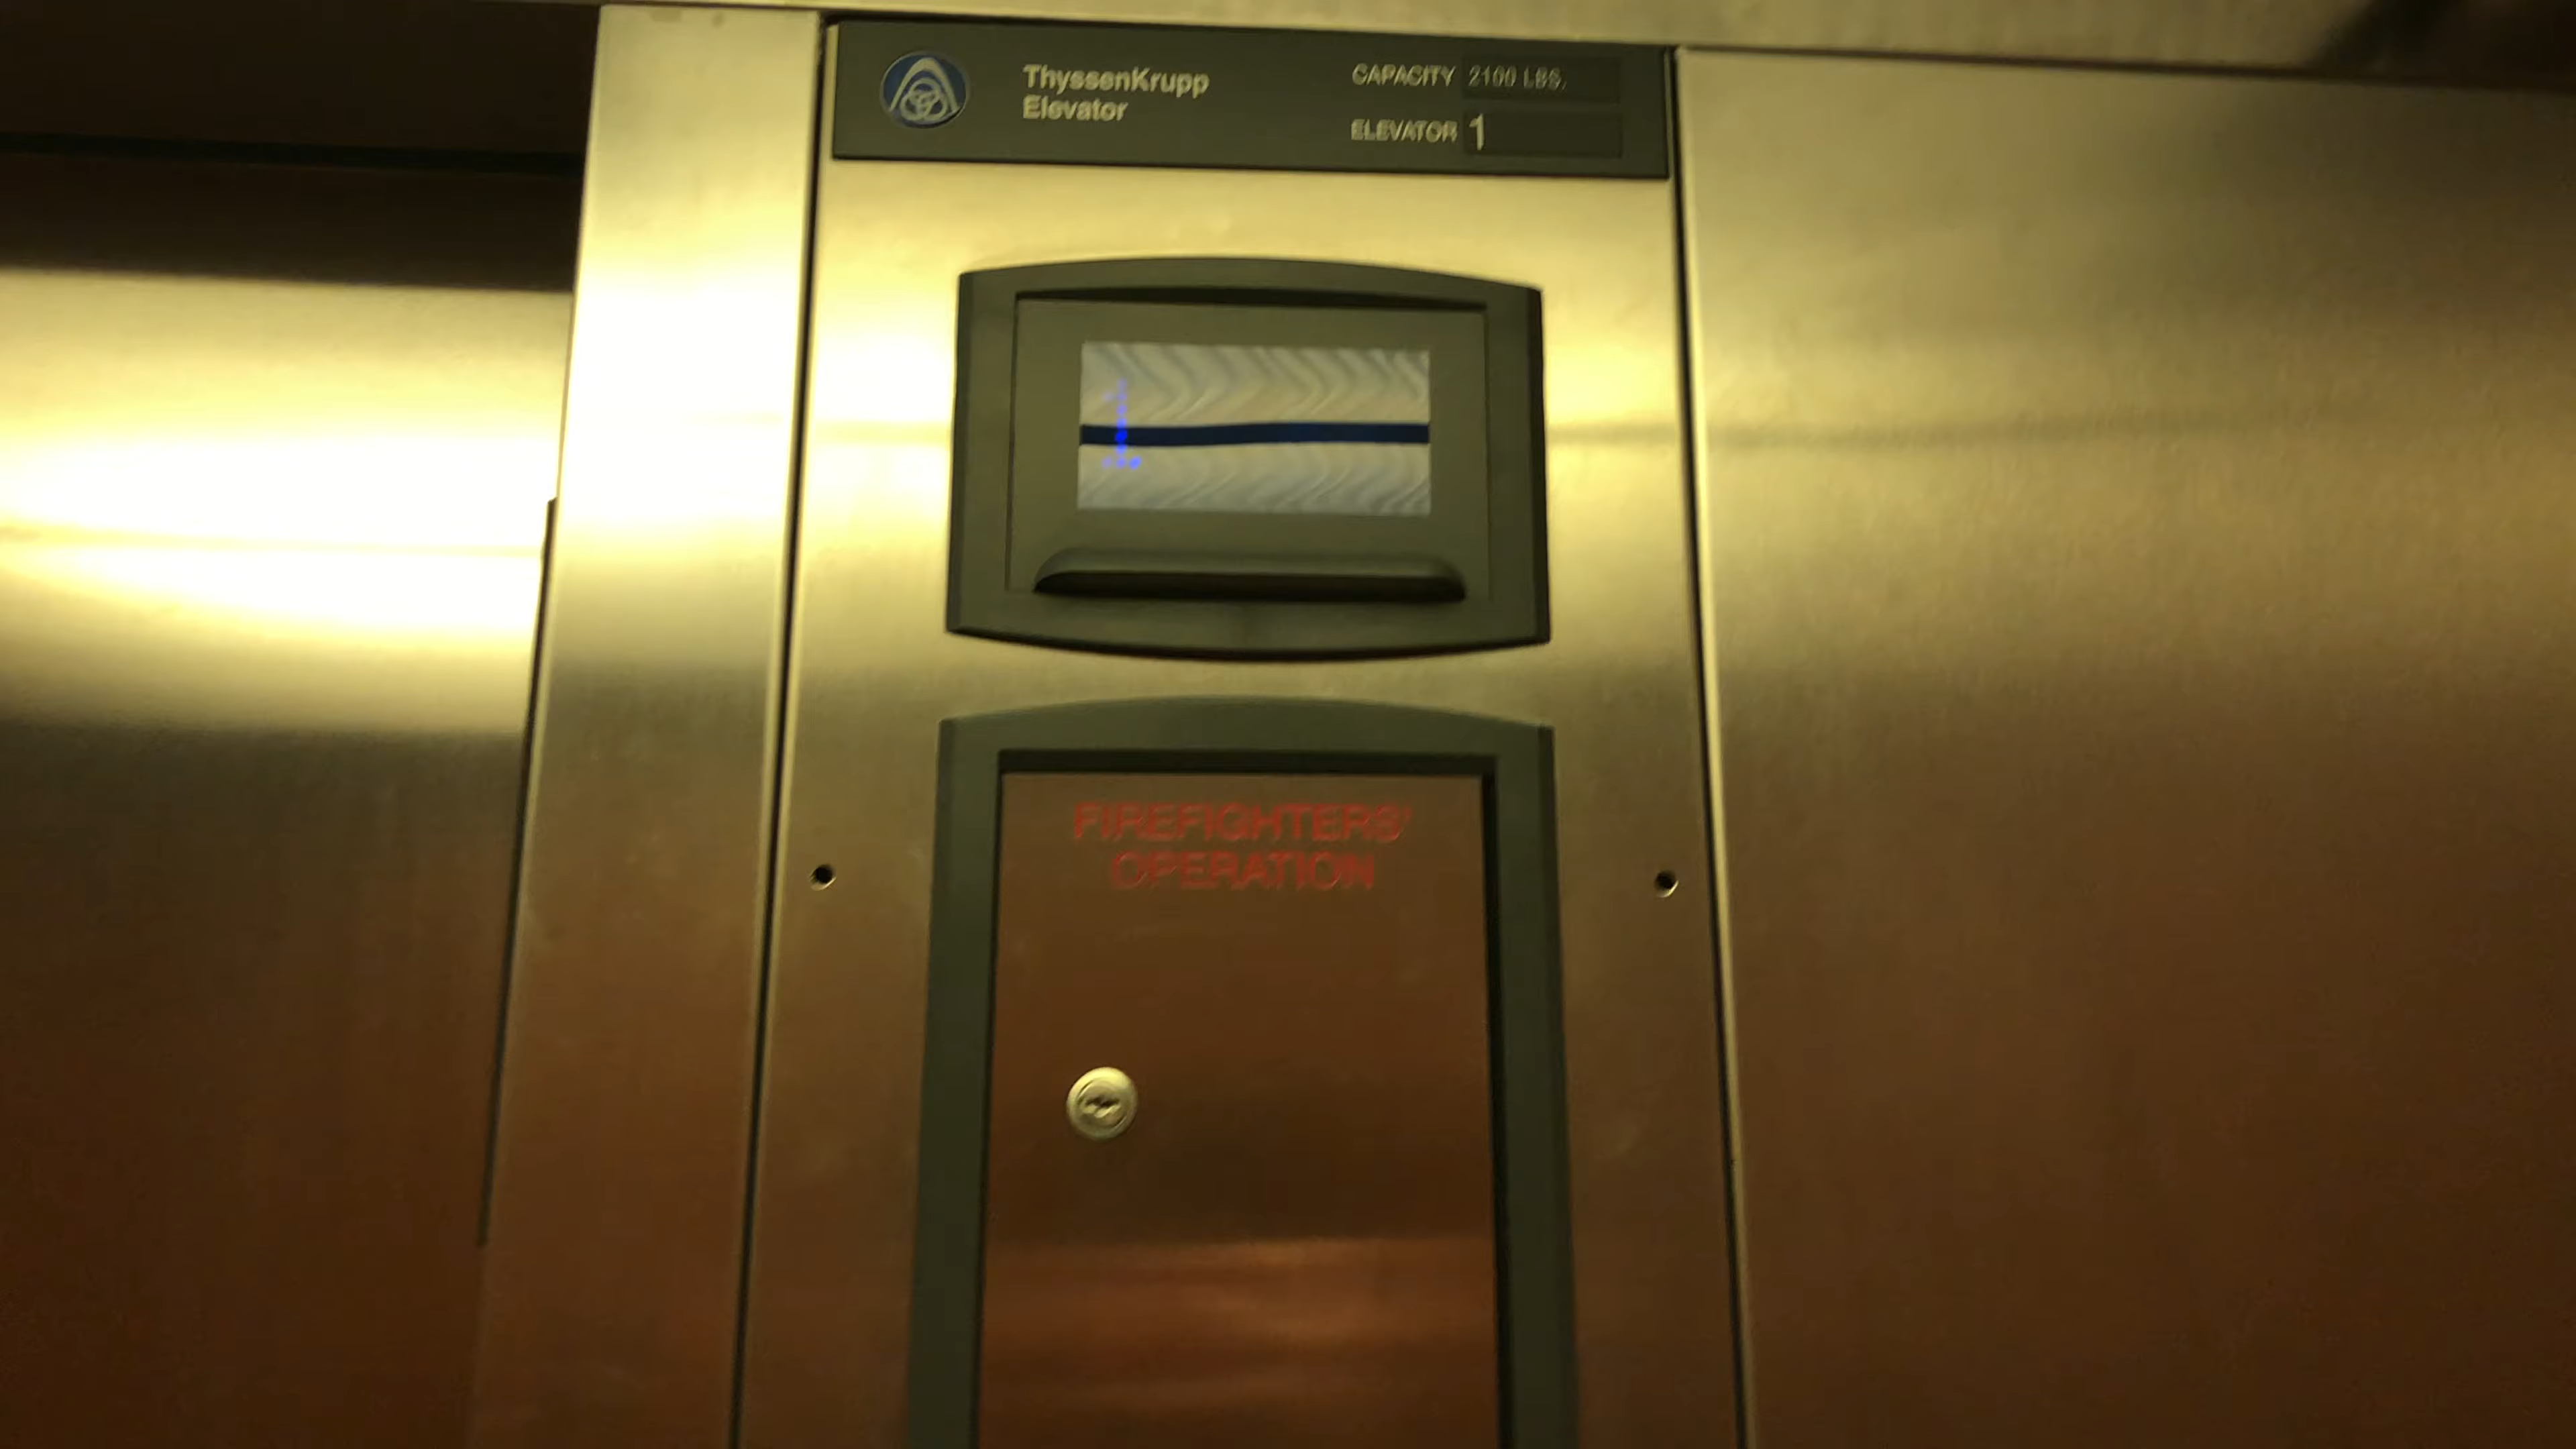 ThyssenKrupp
Elevator
CAPACITY 2100 LBS.
ELEVATOR 1
FIREFIGHTERS'
OPERATION